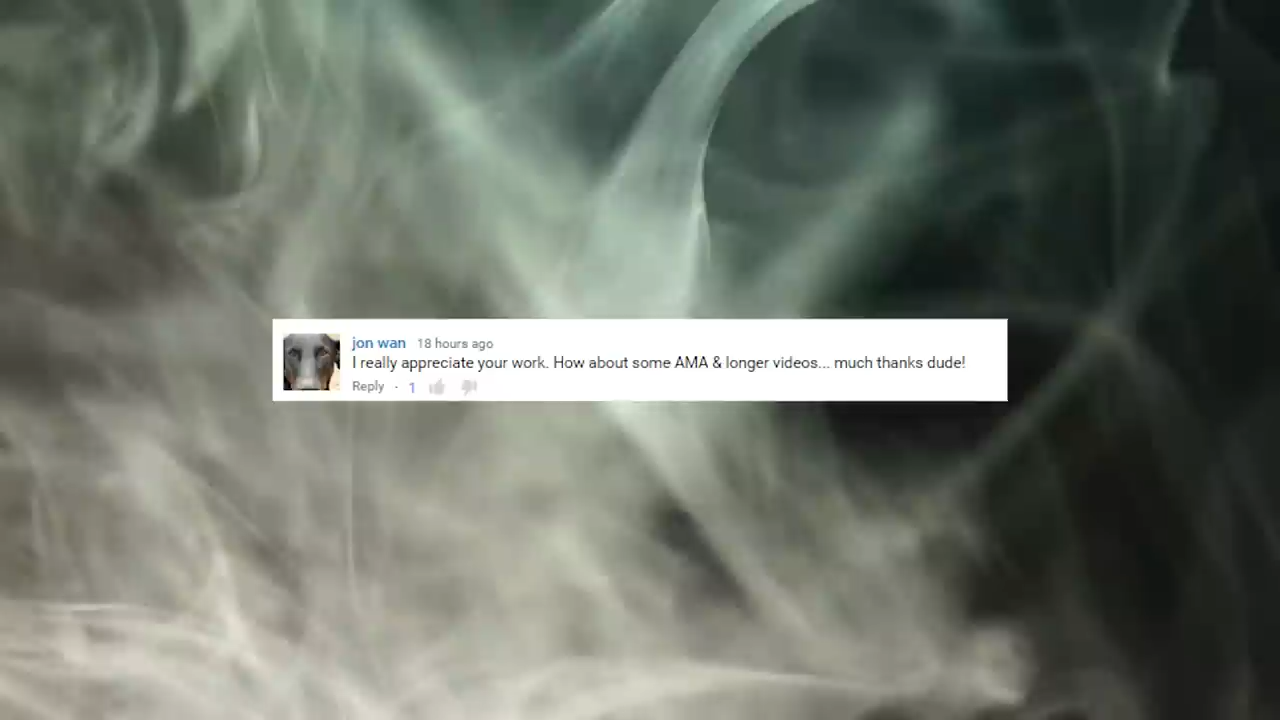 jon wan 18 hours ago
I really appreciate your work. How about some AMA & longer videos... much thanks dude!
Reply · 1